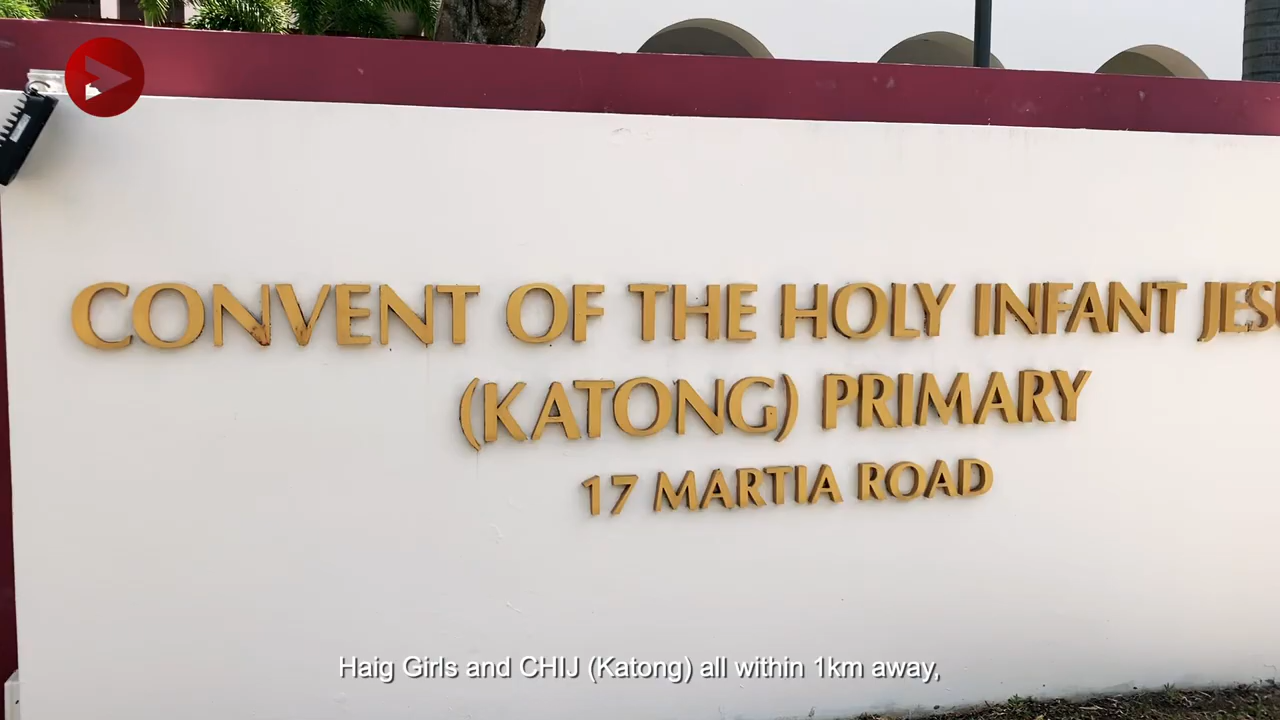 CONVENT OF THE HOLY INFANT
(KATONG) PRIMARY
17 MARTIA ROAD
Haig Girls and CHIJ (Katong) all within 1km away,